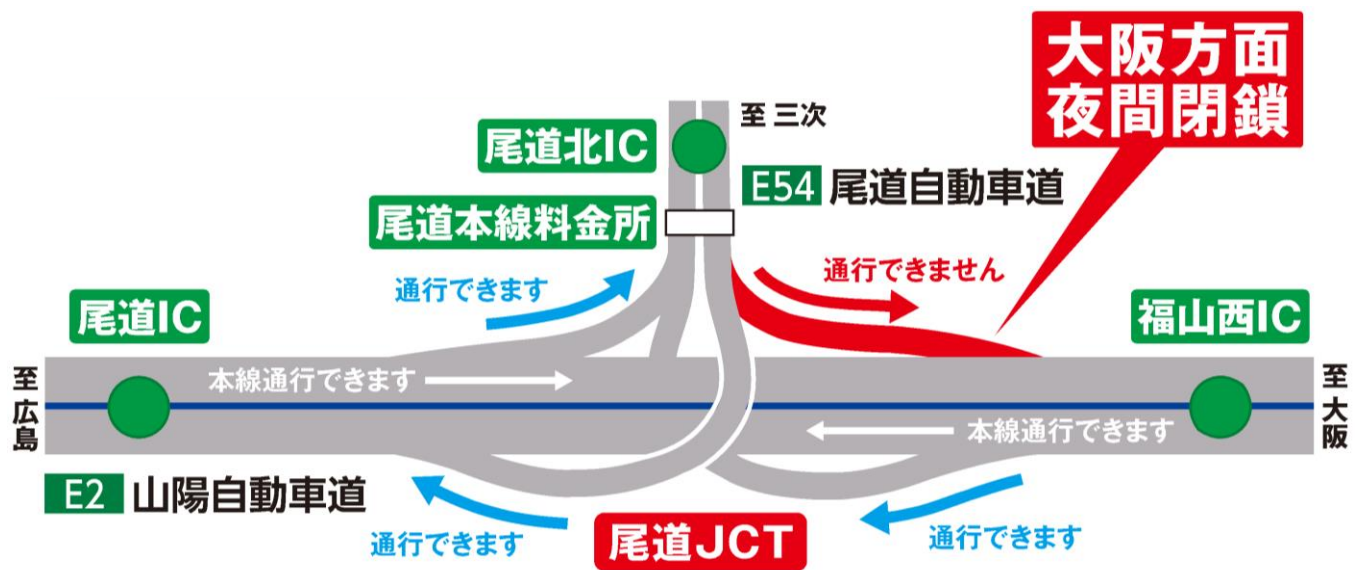 大阪方面
夜間閉鎖
至 三次
尾道北IC
E54 尾道自動車道
尾道本線料金所
通行できます
通行できません
尾道IC
福山西IC
至広島
本線通行できます
至大阪
本線通行できます
E2 山陽自動車道
通行できます
尾道JCT
通行できます